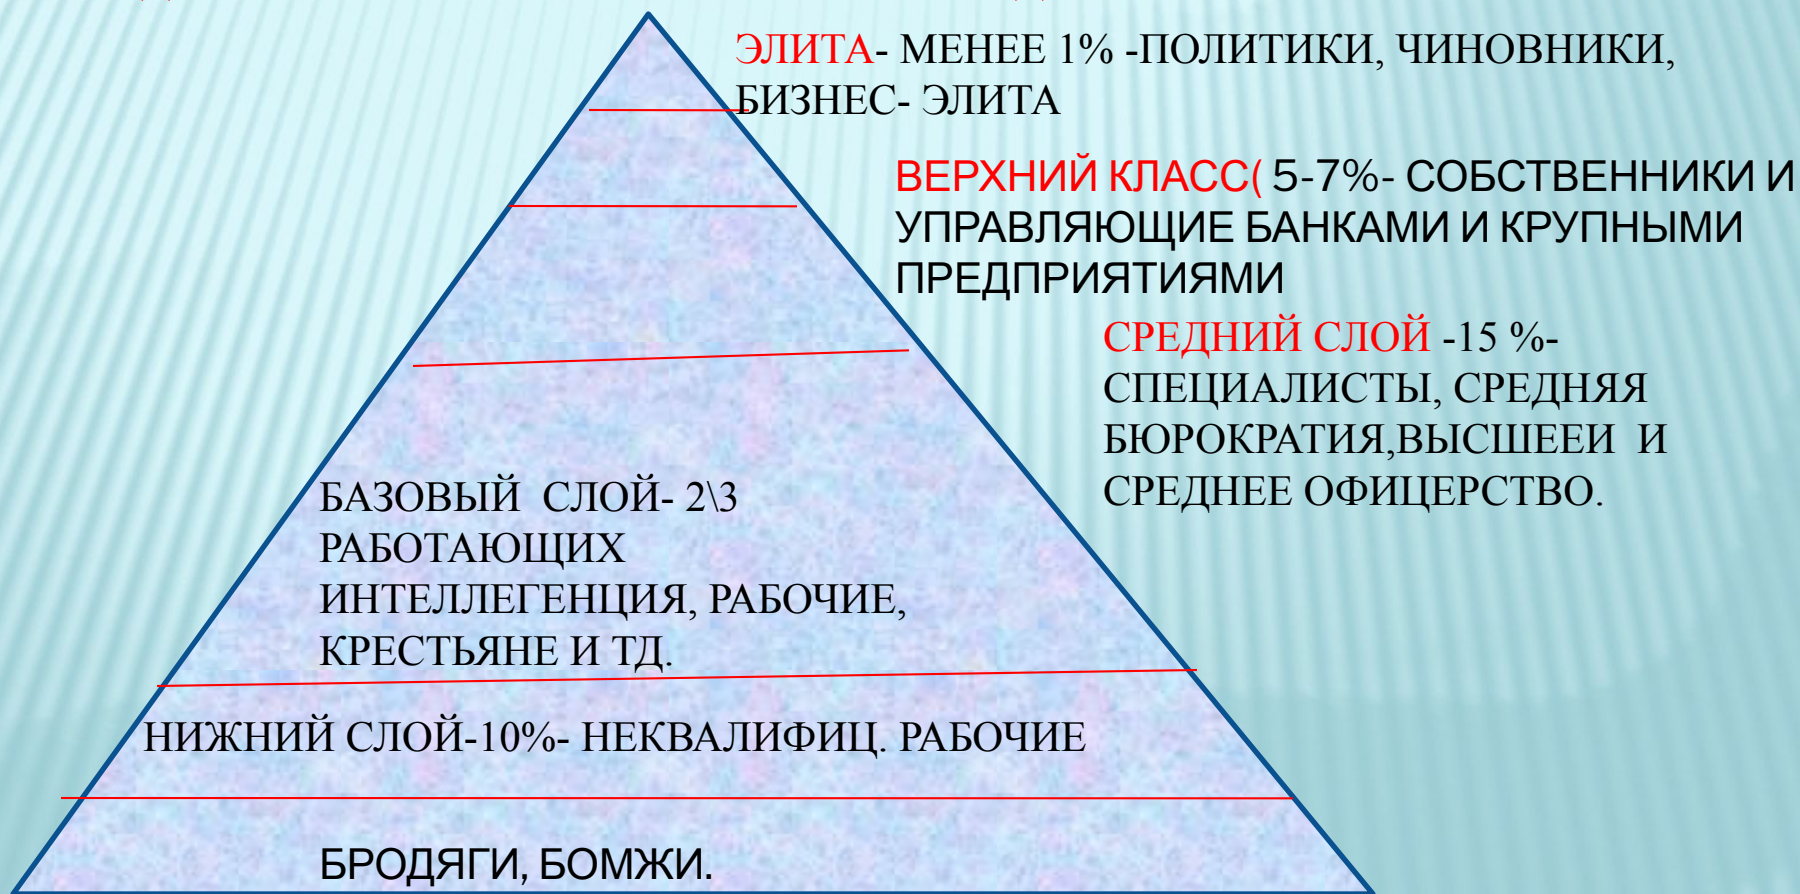 ЭЛИТА- МЕНЕЕ 1% -ПОЛИТИКИ, ЧИНОВНИКИ,
БИЗНЕС- ЭЛИТА
ВЕРХНИЙ КЛАСС( 5-7%- СОБСТВЕННИКИ И
УПРАВЛЯЮЩИЕ БАНКАМИ И КРУПНЫМИ
ПРЕДПРИЯТИЯМИ
СРЕДНИЙ СЛОЙ -15 %-
СПЕЦИАЛИСТЫ, СРЕДНЯЯ
БЮРОКРАТИЯ,ВЫСШЕЕИ И
СРЕДНЕЕ ОФИЦЕРСТВО.
БАЗОВЫЙ СЛОЙ- 2\3
РАБОТАЮЩИХ
ИНТЕЛЛЕГЕНЦИЯ, РАБОЧИЕ,
КРЕСТЬЯНЕ И ТД.
НИЖНИЙ СЛОЙ-10%- НЕКВАЛИФИЦ. РАБОЧИЕ
БРОДЯГИ, БОМЖИ.